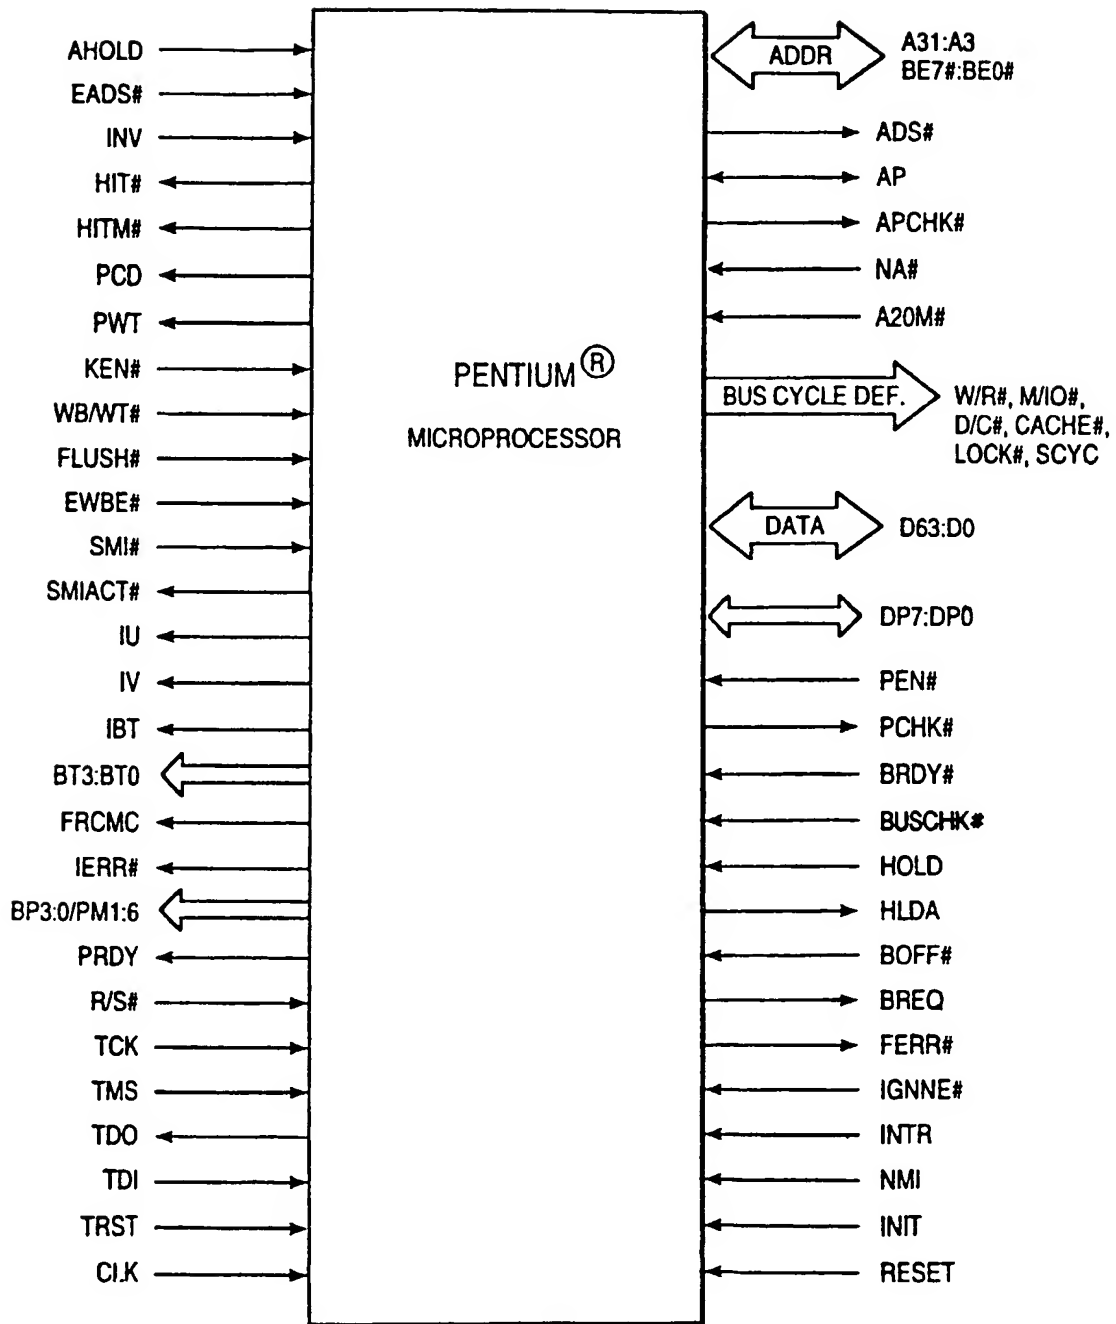 AHOLD
EADS#
INV
HIT#
HITM#
PCD
PWT
KEN#
WB/WT#
FLUSH#
EWBE#
SMI#
SMIACT#
IU
IV
IBT
BT3:BT0
FRCMC
IERR#
BP3:0/PM1:6
PRDY
R/S#
TCK
TMS
TDO
TDI
TRST
CLK
PENTIUM®
MICROPROCESSOR
ADDR
A31:A3
BE7#:BE0#
ADS#
AP
APCHK#
NA#
A20M#
BUS CYCLE DEF.
W/R#, M/IO#,
D/C#, CACHE#,
LOCK#, SCYC
DATA
D63:D0
DP7:DP0
PEN#
PCHK#
BRDY#
BUSCHK#
HOLD
HLDA
BOFF#
BREQ
FERR#
IGNNE#
INTR
NMI
INIT
RESET